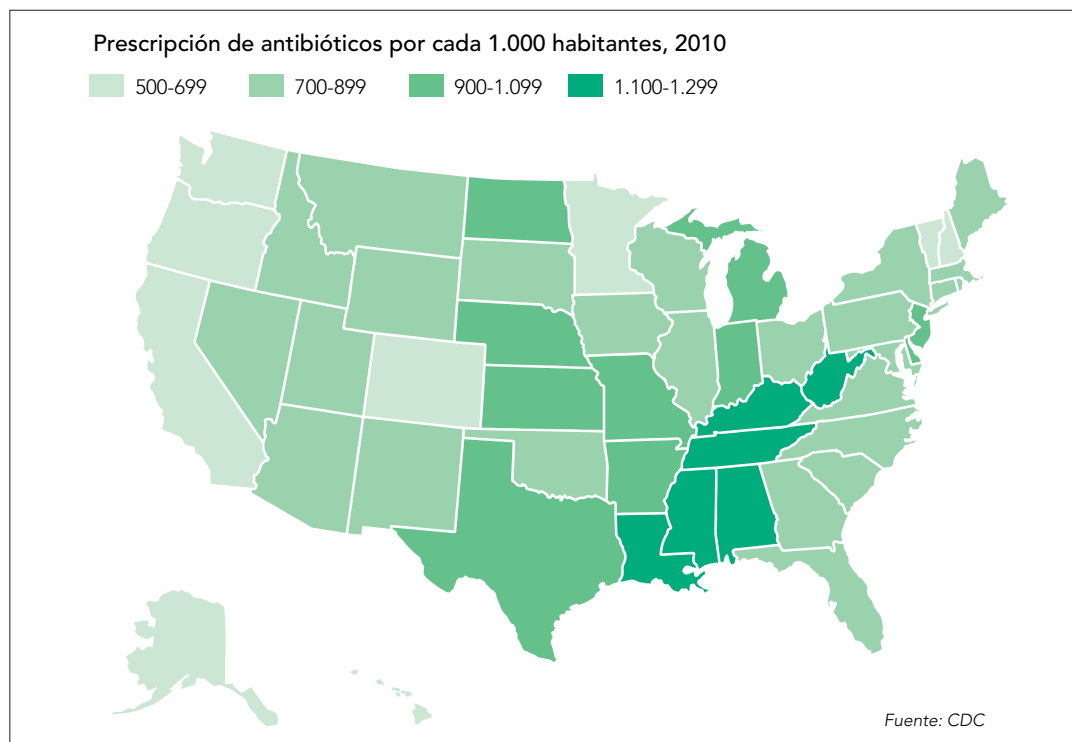 Prescripción de antibióticos por cada 1.000 habitantes, 2010
500-699 700-899 900-1.099 1.100-1.299
Fuente: CDC